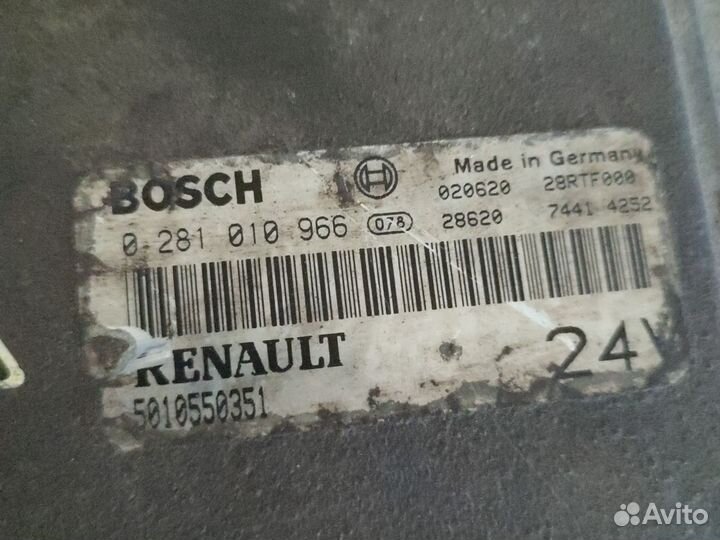 BOSCH
Made in Germany
020620 28RTF000
0 281 010 966 078 28620 7441 4252
RENAULT
24V
5010550351
Avito